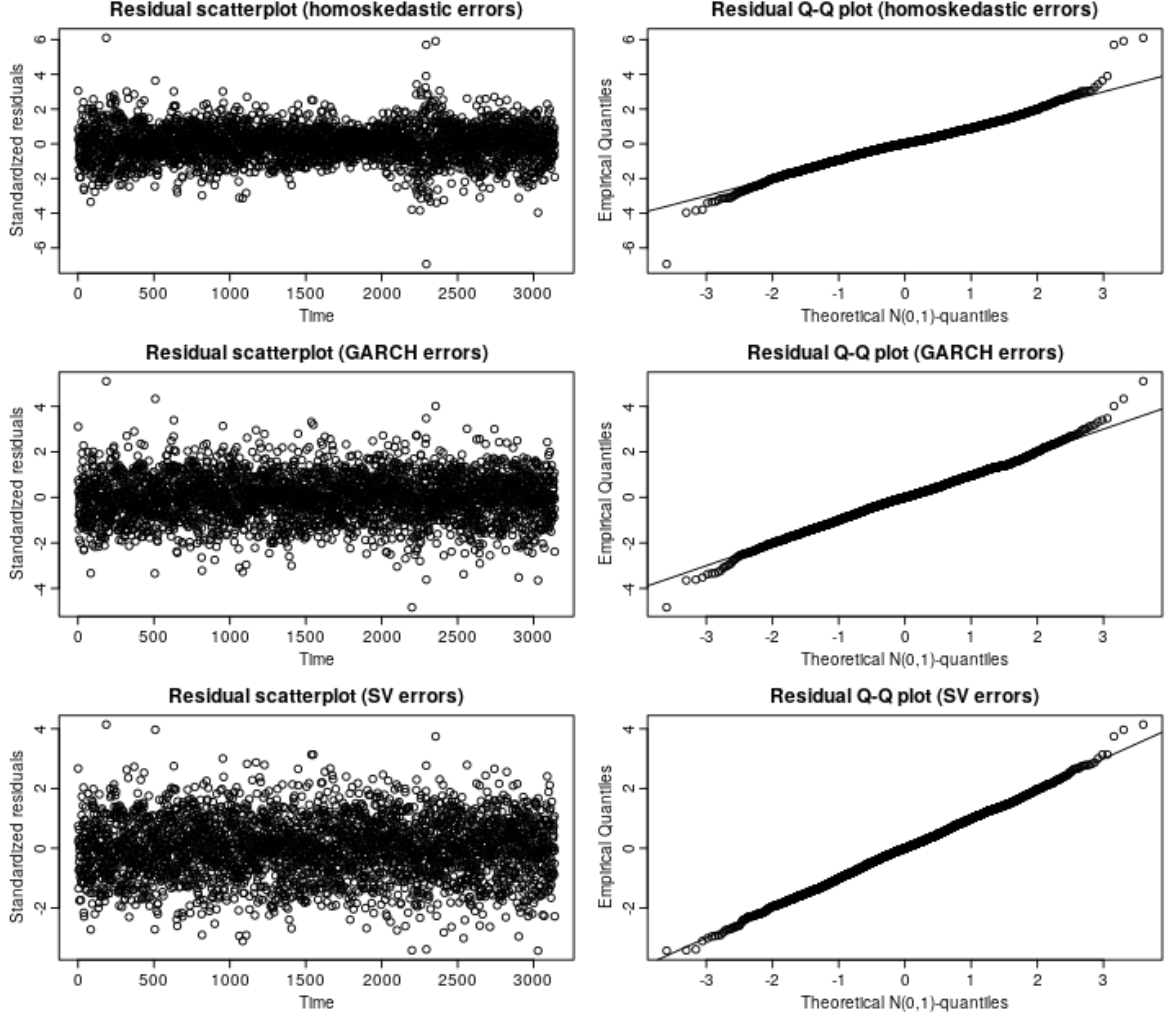 Residual scatterplot (homoskedastic errors)
Standardized residuals
6
4
2
0
-2
-4
-6
0 500 1000 1500 2000 2500 3000
Time
Residual Q-Q plot (homoskedastic errors)
Empirical Quantiles
6
4
2
0
-2
-4
-6
-3 -2 -1 0 1 2 3
Theoretical N(0,1)-quantiles
Residual scatterplot (GARCH errors)
Standardized residuals
4
2
0
-2
-4
0 500 1000 1500 2000 2500 3000
Time
Residual Q-Q plot (GARCH errors)
Empirical Quantiles
4
2
0
-2
-4
-3 -2 -1 0 1 2 3
Theoretical N(0,1)-quantiles
Residual scatterplot (SV errors)
Standardized residuals
4
2
0
-2
0 500 1000 1500 2000 2500 3000
Time
Residual Q-Q plot (SV errors)
Empirical Quantiles
4
2
0
-2
-3 -2 -1 0 1 2 3
Theoretical N(0,1)-quantiles